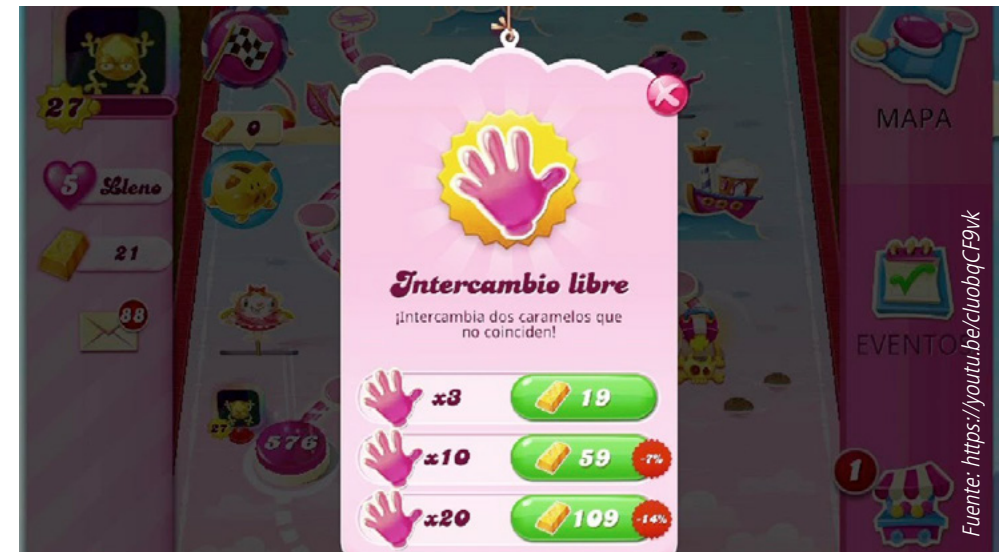 27
0
5 Lleno
21
88
27
576
Intercambio libre
¡Intercambia dos caramelos que
no coinciden!
x3 19
x10 59 -7%
x20 109 -14%
MAPA
EVENTOS
1
Fuente: https://youtu.be/cluobqCF9vk